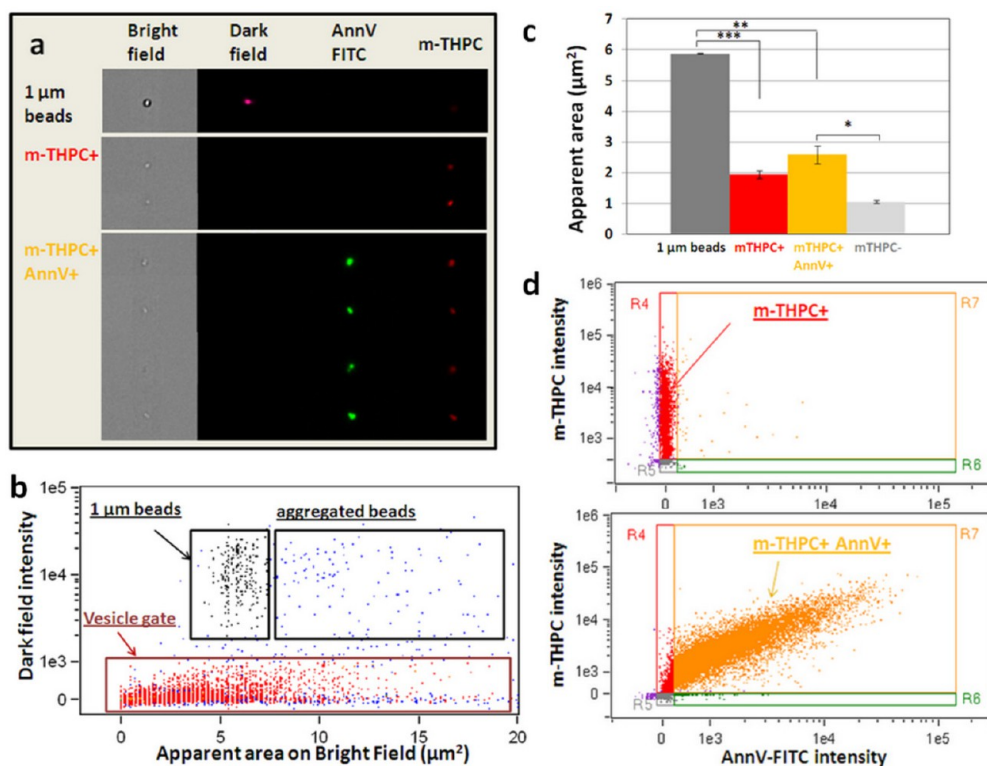 a
Bright field
Dark field
AnnV FITC
m-THPC
1 µm beads
m-THPC+
m-THPC+ AnnV+
b
Dark field intensity
1e5
1e4
1e3
0
1 µm beads
aggregated beads
Vesicle gate
0 5 10 15 20
Apparent area on Bright Field (µm²)
c
Apparent area (µm²)
7
6
5
4
3
2
1
0
**
***
*
1 µm beads
mTHPC+
mTHPC+ AnnV+
mTHPC-
d
m-THPC intensity
1e6
1e5
1e4
1e3
R4
R7
m-THPC+
R5
R6
0 1e3 1e4 1e5
m-THPC intensity
1e6
1e5
1e4
1e3
0
R4
R7
m-THPC+ AnnV+
R5
R6
1e3 1e4 1e5
AnnV-FITC intensity